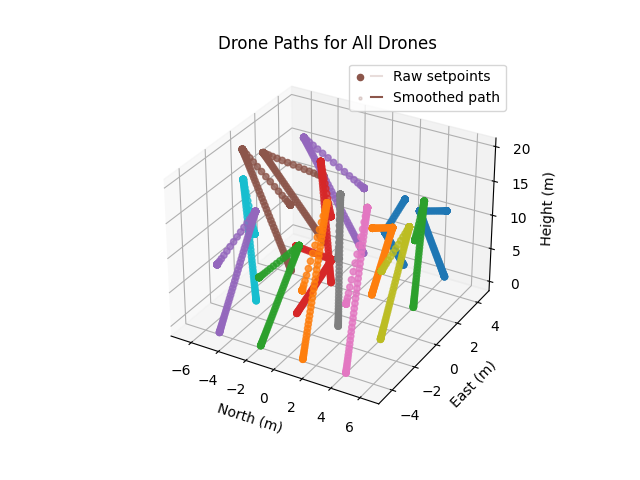 Drone Paths for All Drones
Raw setpoints
Smoothed path
20
15
10
5
0
Height (m)
4
2
0
−2
−4
East (m)
−6
−4
−2
0
2
4
6
North (m)